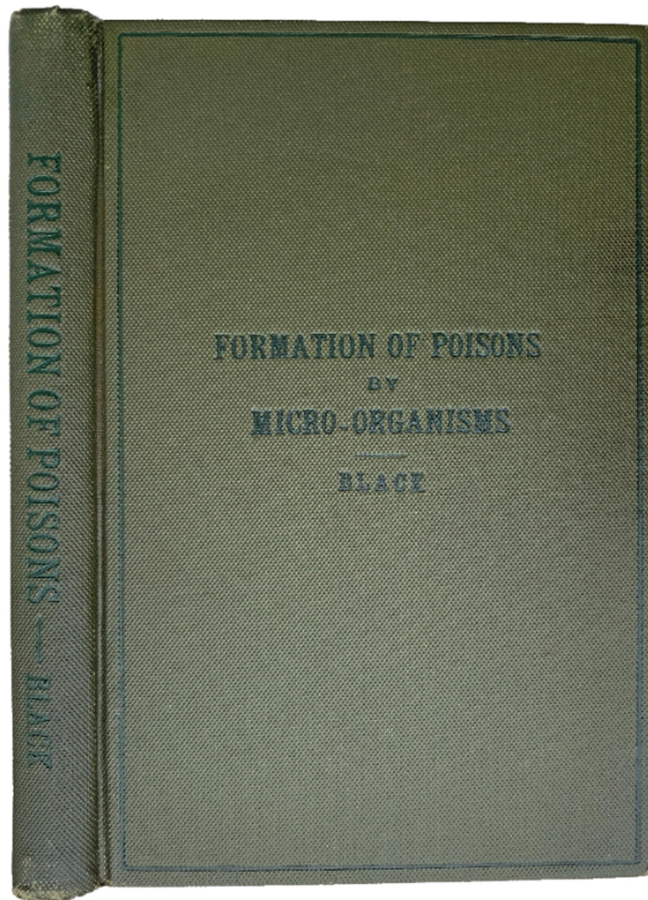 FORMATION OF POISONS — BLACK
FORMATION OF POISONS
BY
MICRO-ORGANISMS
BLACK